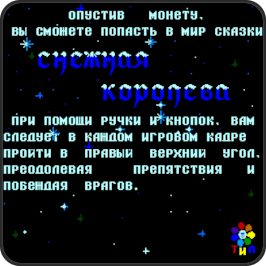 ОПУСТИВ МОНЕТУ,
ВЫ СМОЖЕТЕ ПОПАСТЬ В МИР СКАЗКИ
СНЕЖНАЯ
КОРОЛЕВА
ПРИ ПОМОЩИ РУЧКИ И КНОПОК, ВАМ
СЛЕДУЕТ В КАЖДОМ ИГРОВОМ КАДРЕ
ПРОЙТИ В ПРАВЫЙ ВЕРХНИЙ УГОЛ,
ПРЕОДОЛЕВАЯ ПРЕПЯТСТВИЯ И
ПОБЕЖДАЯ ВРАГОВ.
ТИА